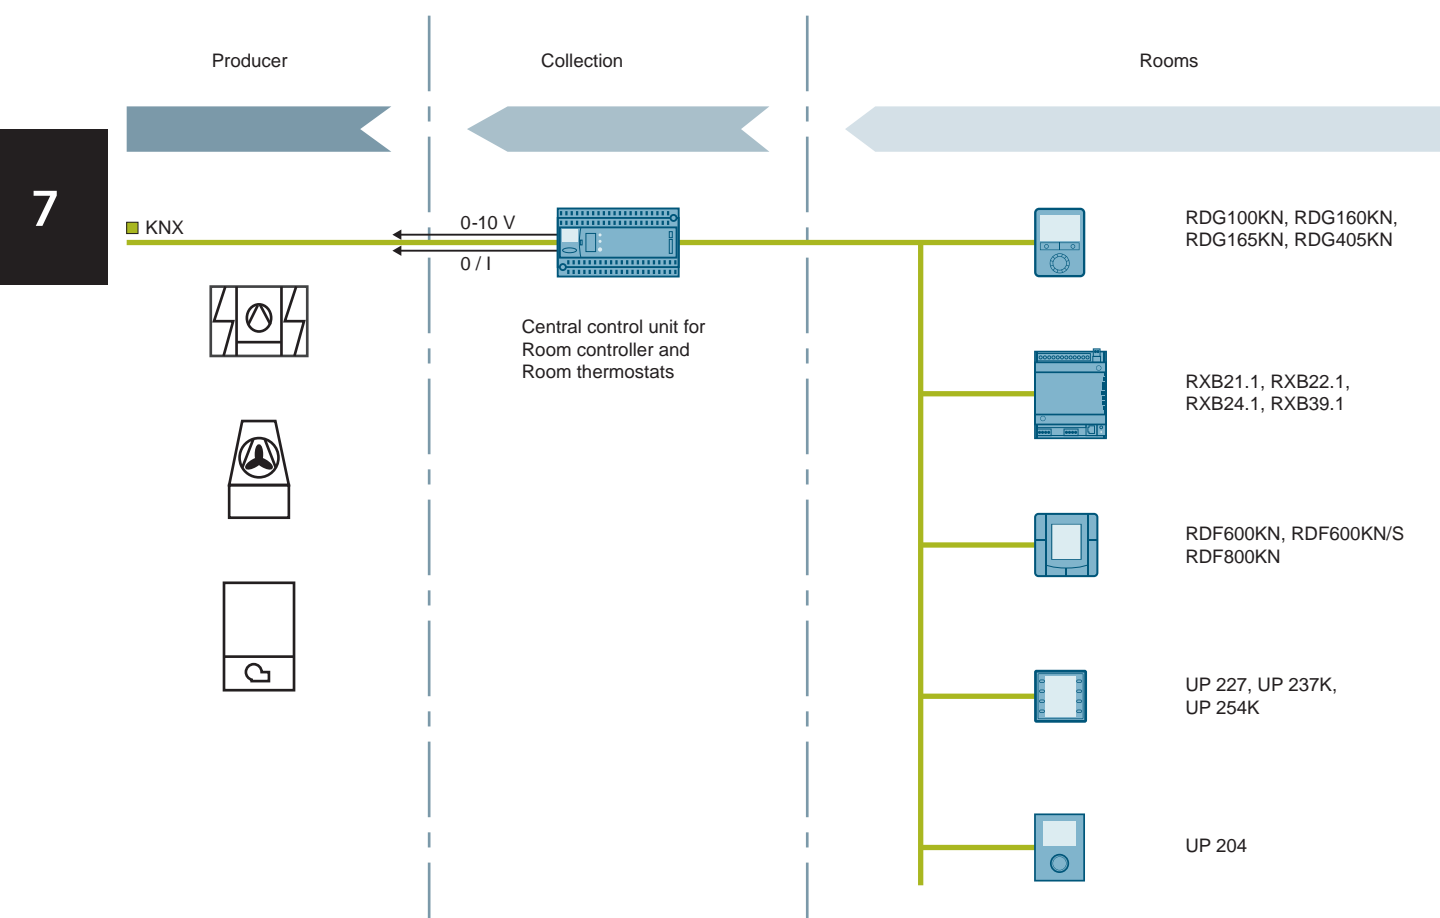 Producer
Collection
Rooms
7
KNX
0-10 V
0 / I
Central control unit for
Room controller and
Room thermostats
RDG100KN, RDG160KN,
RDG165KN, RDG405KN
RXB21.1, RXB22.1,
RXB24.1, RXB39.1
RDF600KN, RDF600KN/S
RDF800KN
UP 227, UP 237K,
UP 254K
UP 204